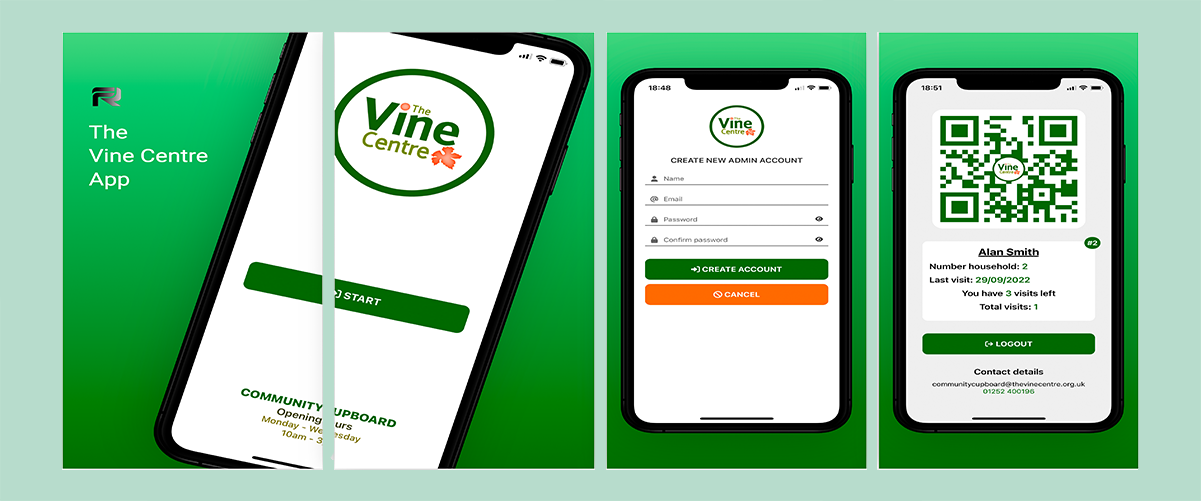 The
Vine Centre
App
The
Vine
Centre
START
COMMUNITY CUPBOARD
Opening
Monday - Wednesday
10am - 3
18:48
The
Vine
Centre
CREATE NEW ADMIN ACCOUNT
Name
Email
Password
Confirm password
CREATE ACCOUNT
CANCEL
18:51
Vine
Centre
#2
Alan Smith
Number household: 2
Last visit: 29/09/2022
You have 3 visits left
Total visits: 1
LOGOUT
Contact details
communitycupboard@thevinecentre.org.uk
01252 400196